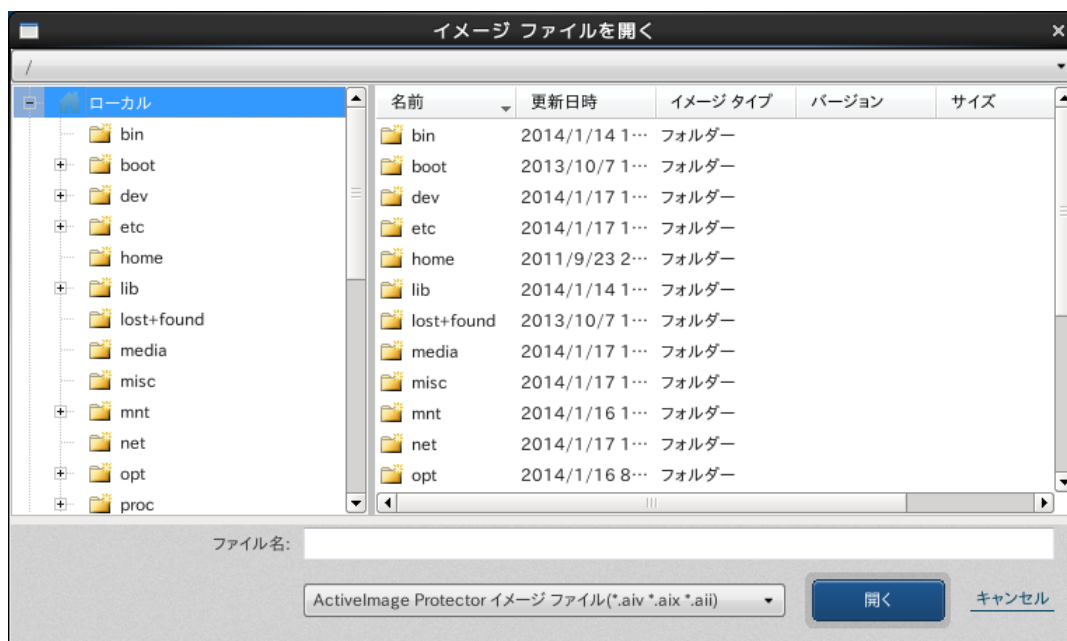 イメージ ファイルを開く
/
ローカル
bin
boot
dev
etc
home
lib
lost+found
media
misc
mnt
net
opt
proc
名前 更新日時 イメージ タイプ バージョン サイズ
bin 2014/1/14 1… フォルダー
boot 2013/10/7 1… フォルダー
dev 2014/1/17 1… フォルダー
etc 2014/1/17 1… フォルダー
home 2011/9/23 2… フォルダー
lib 2014/1/14 1… フォルダー
lost+found 2013/10/7 1… フォルダー
media 2014/1/17 1… フォルダー
misc 2014/1/17 1… フォルダー
mnt 2014/1/16 1… フォルダー
net 2014/1/17 1… フォルダー
opt 2014/1/16 8… フォルダー
ファイル名:
ActiveImage Protector イメージ ファイル(*.aiv *.aix *.aii)
開く キャンセル